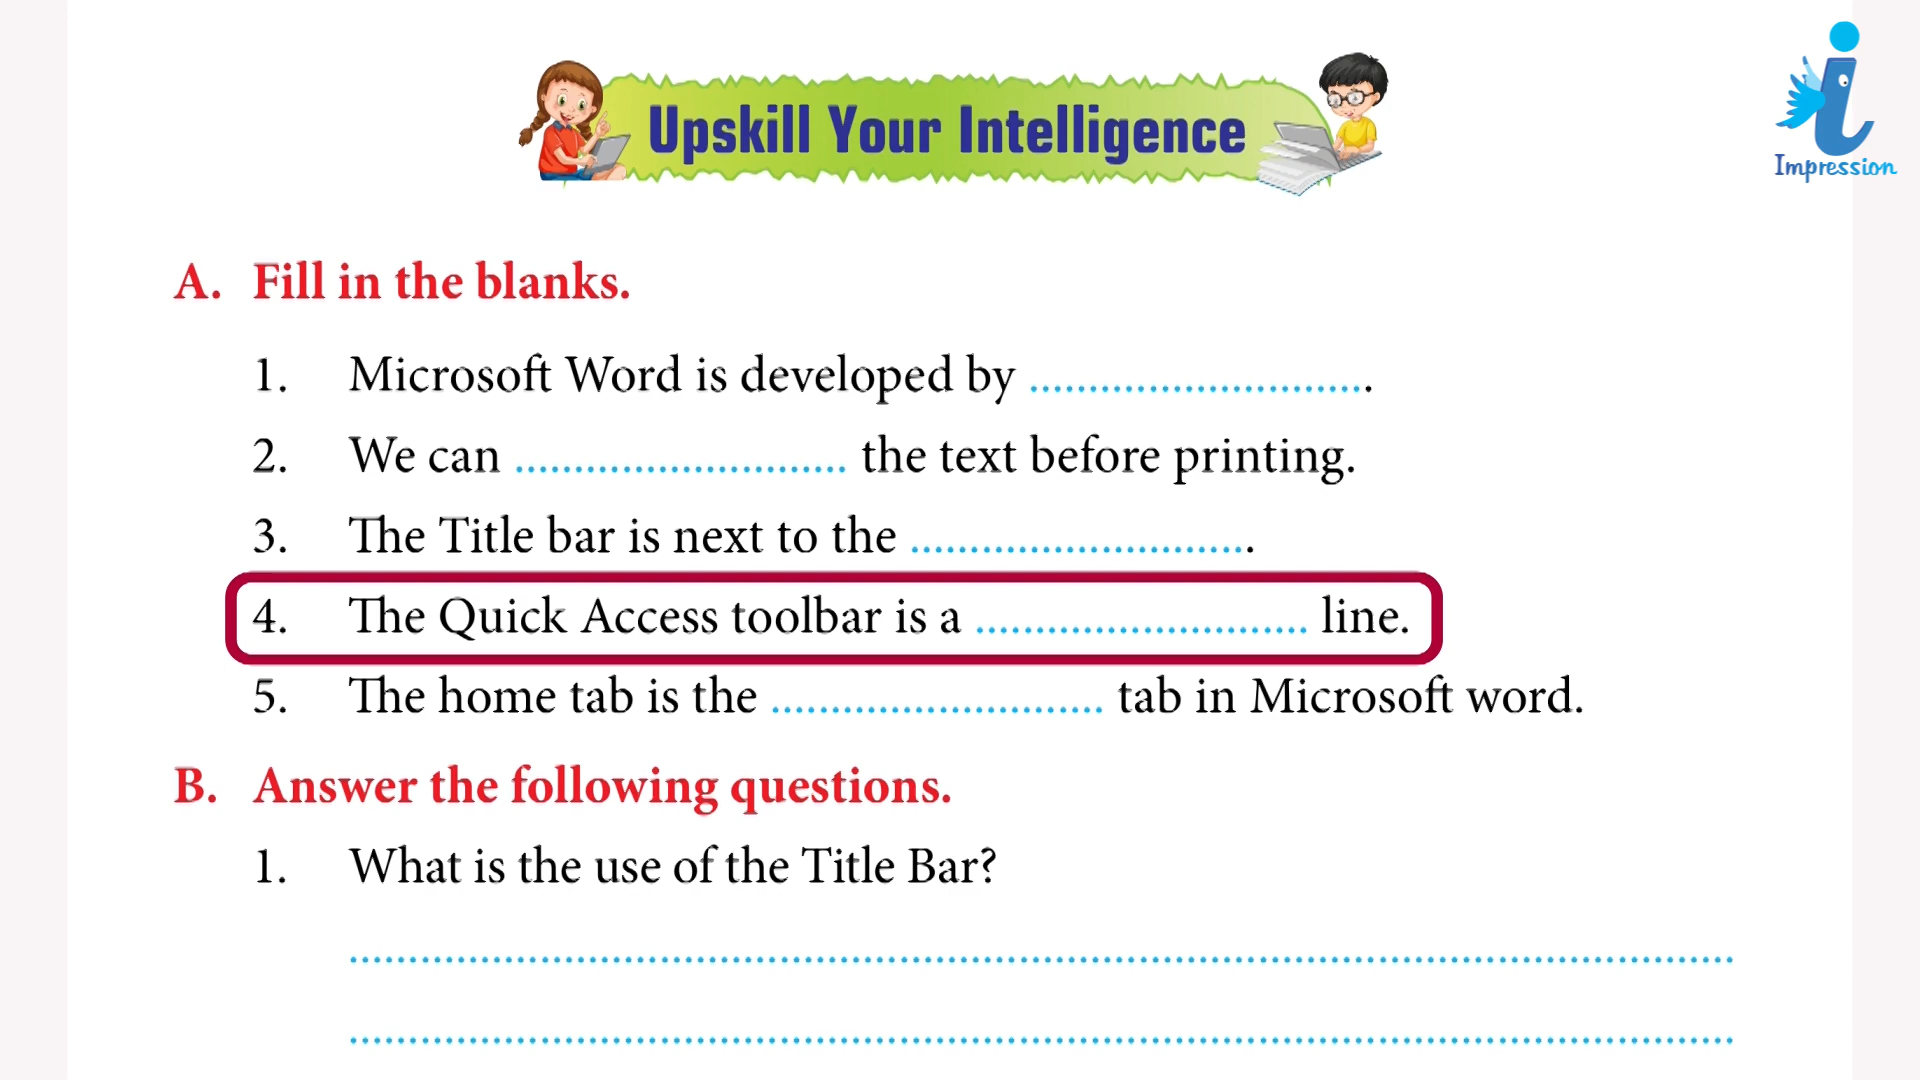 Upskill Your Intelligence
Impression
A. Fill in the blanks.
1. Microsoft Word is developed by ............................
2. We can ............................ the text before printing.
3. The Title bar is next to the ............................
4. The Quick Access toolbar is a ............................ line.
5. The home tab is the ............................ tab in Microsoft word.
B. Answer the following questions.
1. What is the use of the Title Bar?